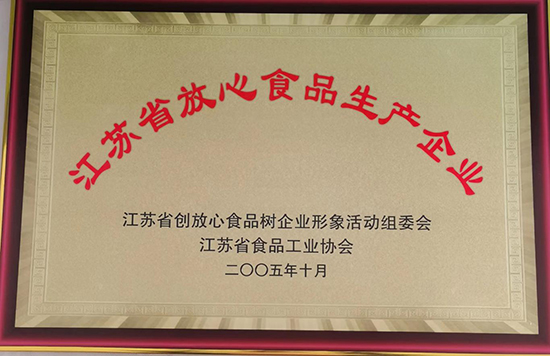 江苏省放心食品生产企业
江苏省创放心食品树企业形象活动组委会
江苏省食品工业协会
二〇〇五年十月